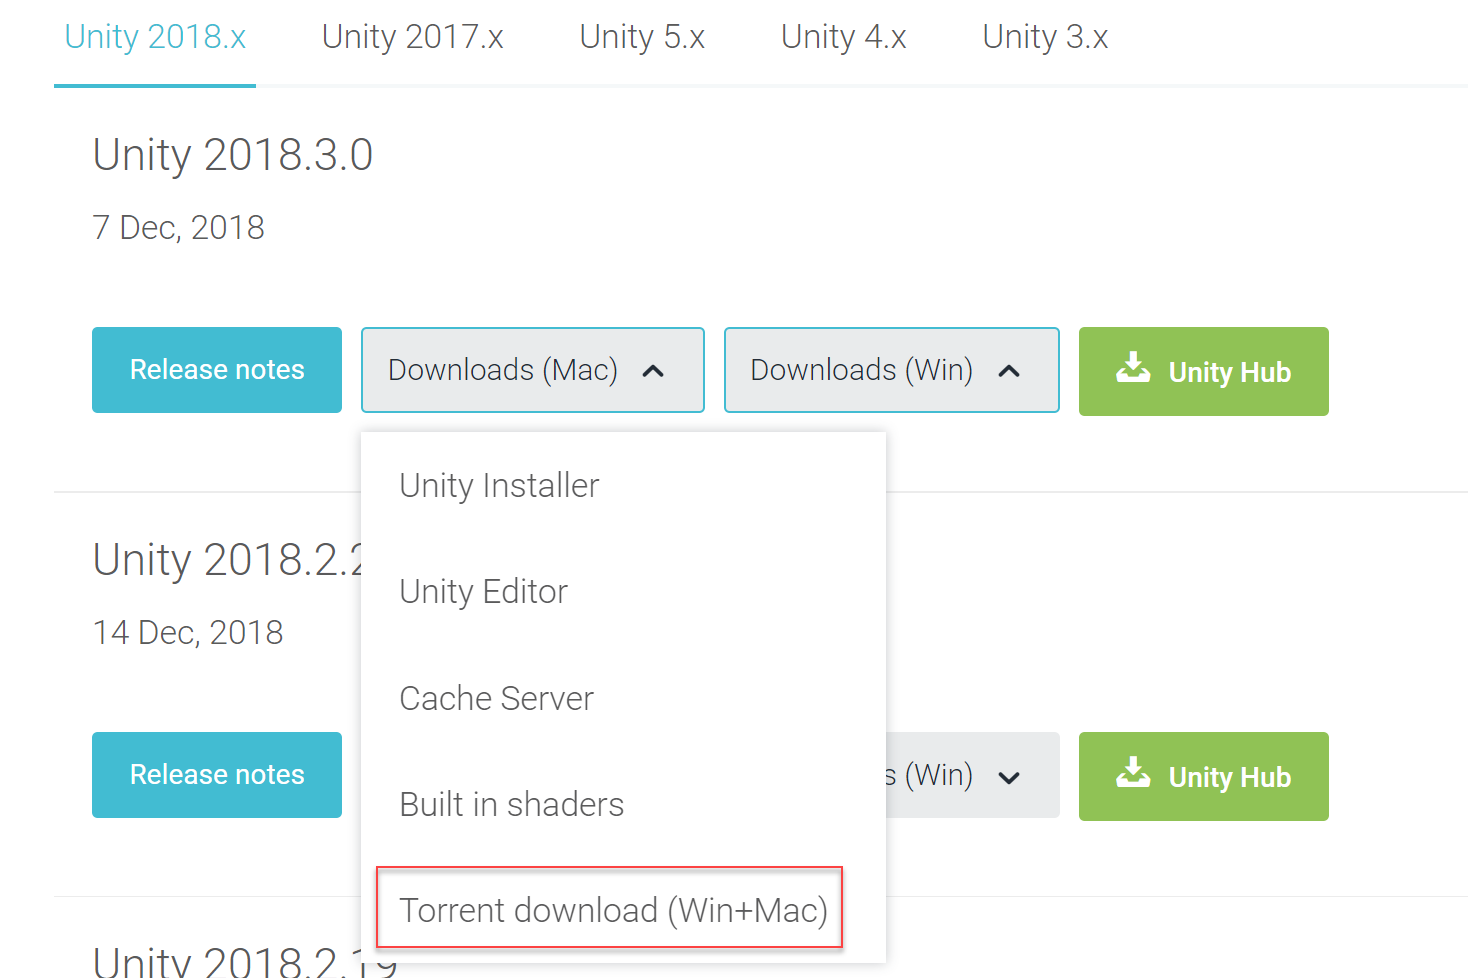 Unity 2018.x Unity 2017.x Unity 5.x Unity 4.x Unity 3.x
Unity 2018.3.0
7 Dec, 2018
Release notes Downloads (Mac) Downloads (Win) Unity Hub
Unity Installer
Unity Editor
Cache Server
Built in shaders
Torrent download (Win+Mac)
Unity 2018.2.2
14 Dec, 2018
Release notes s (Win) Unity Hub
Unity 2018.2.19